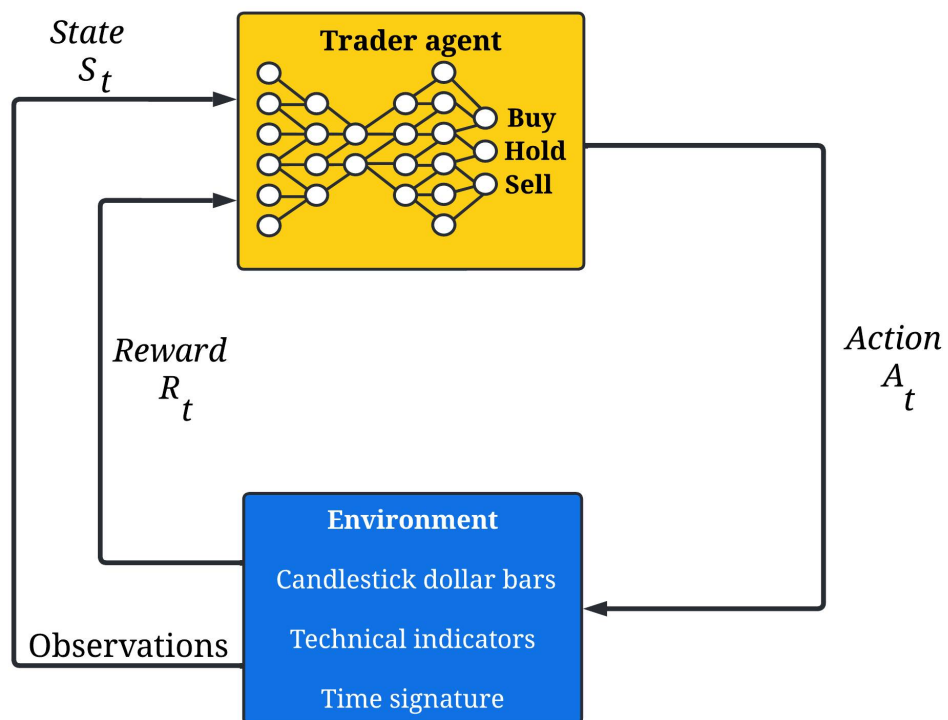 State
S t
Trader agent
Buy
Hold
Sell
Reward
R t
Action
A t
Environment
Candlestick dollar bars
Technical indicators
Time signature
Observations